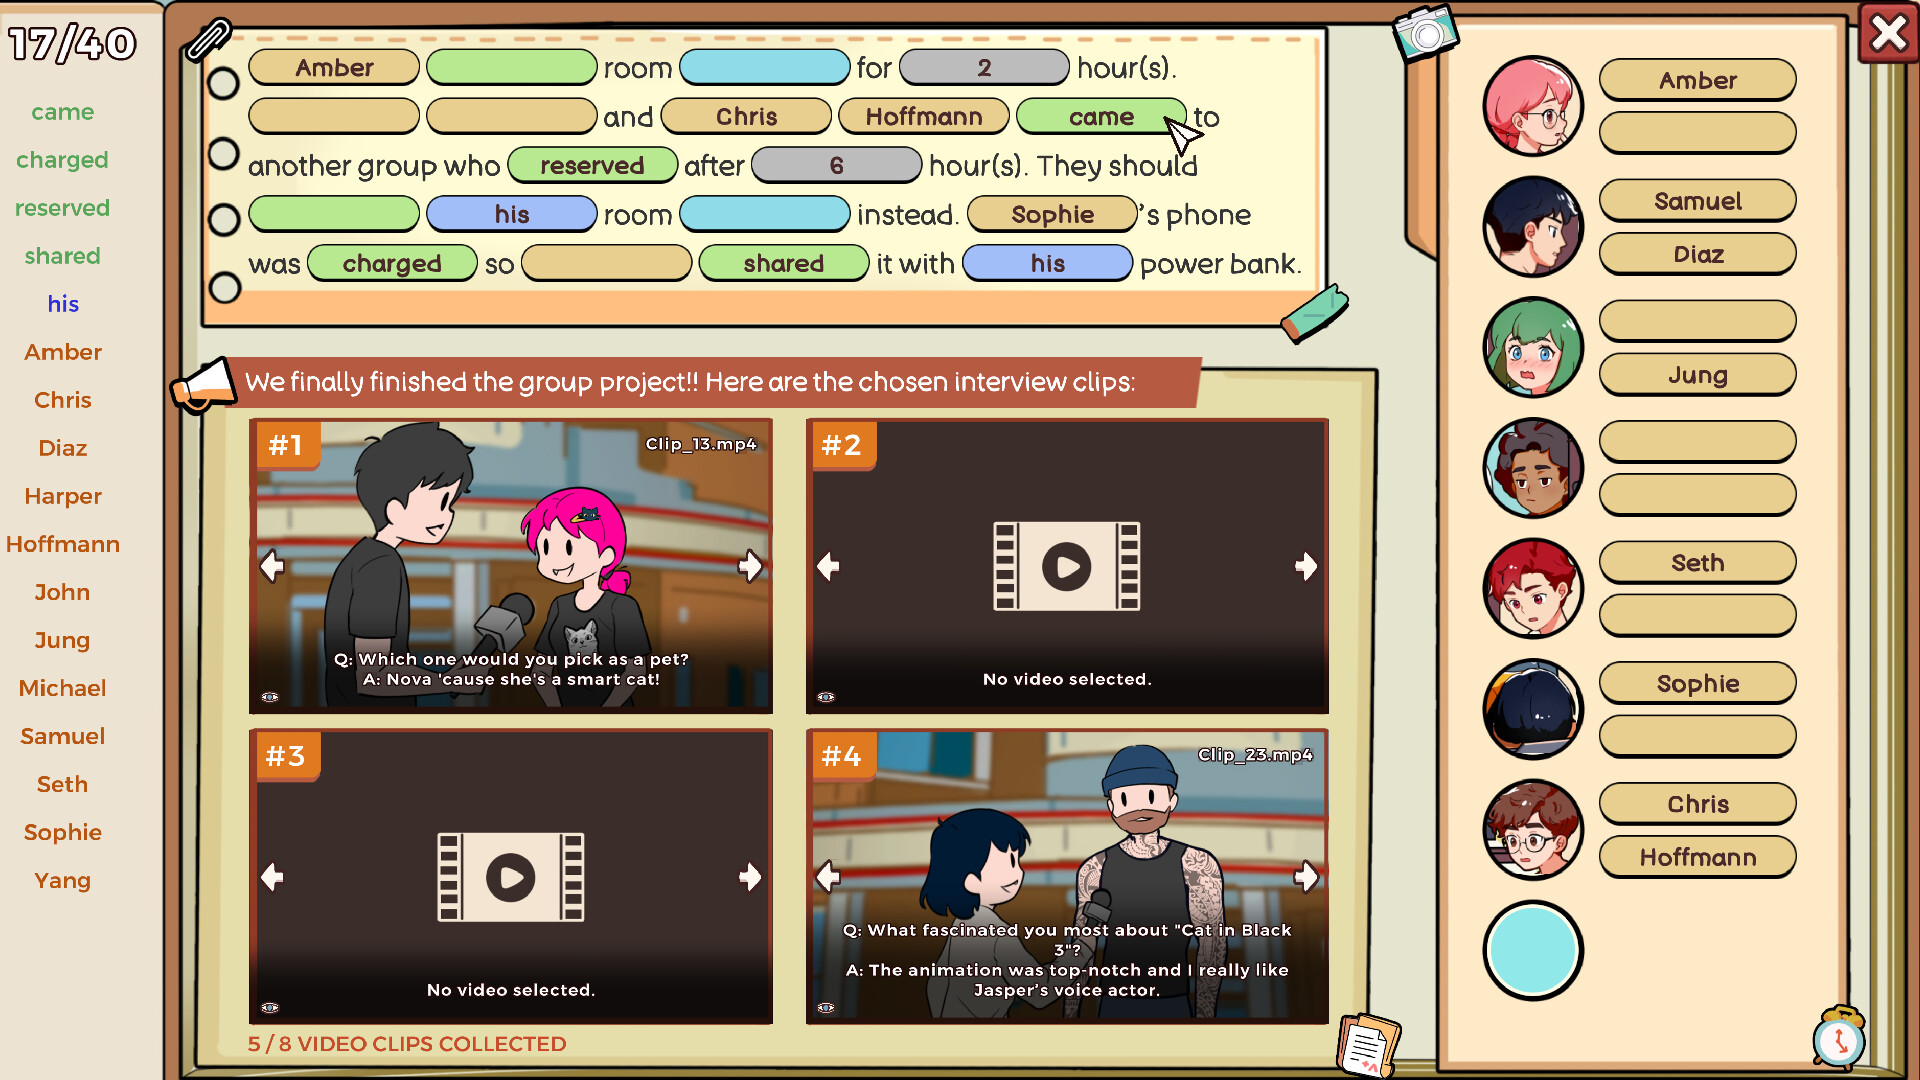 17/40
came
charged
reserved
shared
his
Amber
Chris
Diaz
Harper
Hoffmann
John
Jung
Michael
Samuel
Seth
Sophie
Yang
Amber room for 2 hour(s).
and Chris Hoffmann came to
another group who reserved after 6 hour(s). They should
his room instead. Sophie's phone
was charged so shared it with his power bank.
We finally finished the group project!! Here are the chosen interview clips:
#1
Clip_13.mp4
Q: Which one would you pick as a pet?
A: Nova 'cause she's a smart cat!
#2
No video selected.
#3
No video selected.
#4
Clip_23.mp4
Q: What fascinated you most about "Cat in Black
3"?
A: The animation was top-notch and I really like
Jasper's voice actor.
5 / 8 VIDEO CLIPS COLLECTED
Amber
Samuel
Diaz
Jung
Seth
Sophie
Chris
Hoffmann